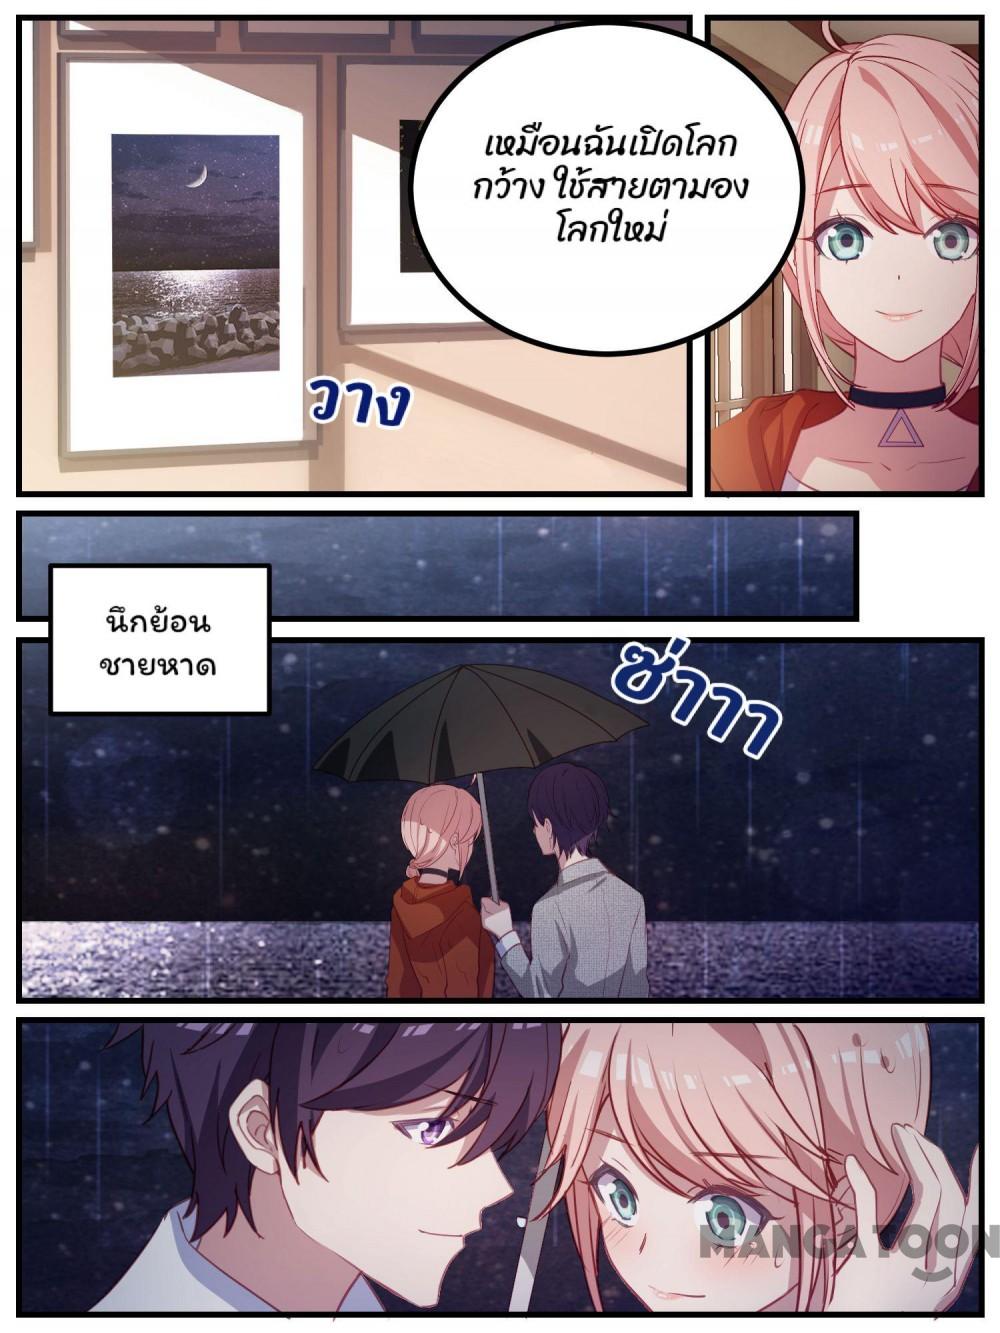 เหมือนฉันเปิดโลก
กว้าง ใช้สายตามอง
โลกใหม่
วาง
นึกย้อน
ชายหาด
ซ่าาา
MANGATOON